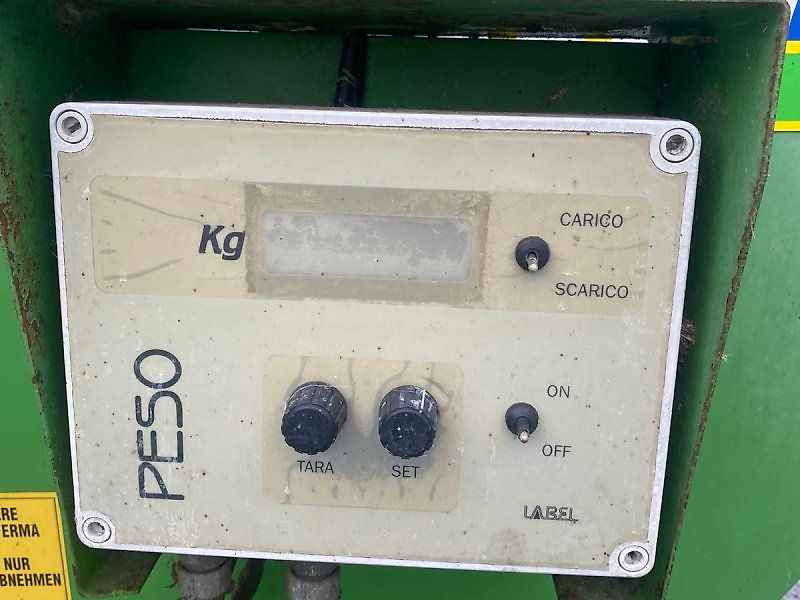 Kg
CARICO
SCARICO
PESO
TARA
SET
ON
OFF
LABEL
NUR